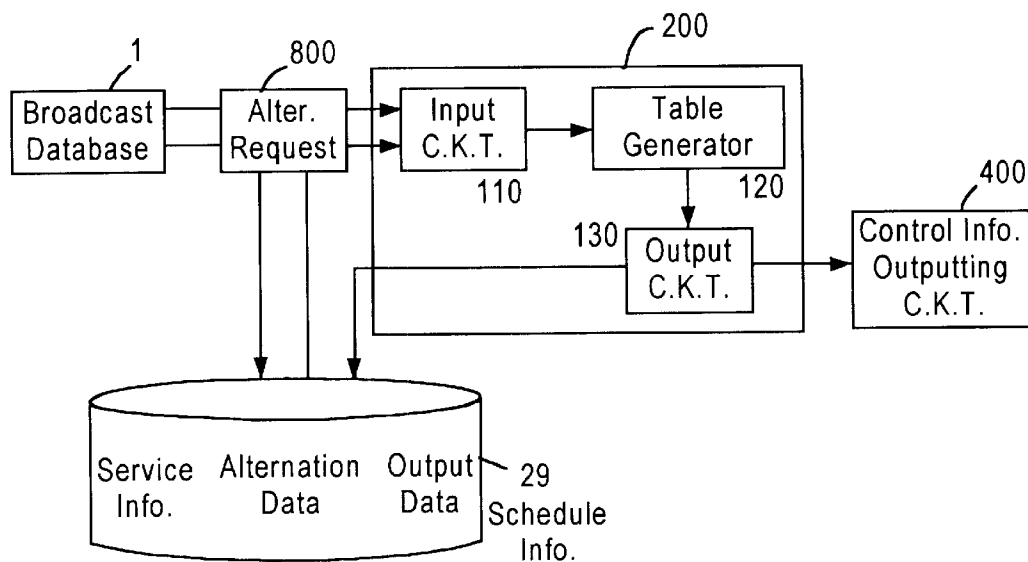 1
800
200
Broadcast
Database
Alter.
Request
Input
C.K.T.
110
Table
Generator
120
130
Output
C.K.T.
400
Control Info.
Outputting
C.K.T.
Service
Info.
Alternation
Data
Output
Data
29
Schedule
Info.